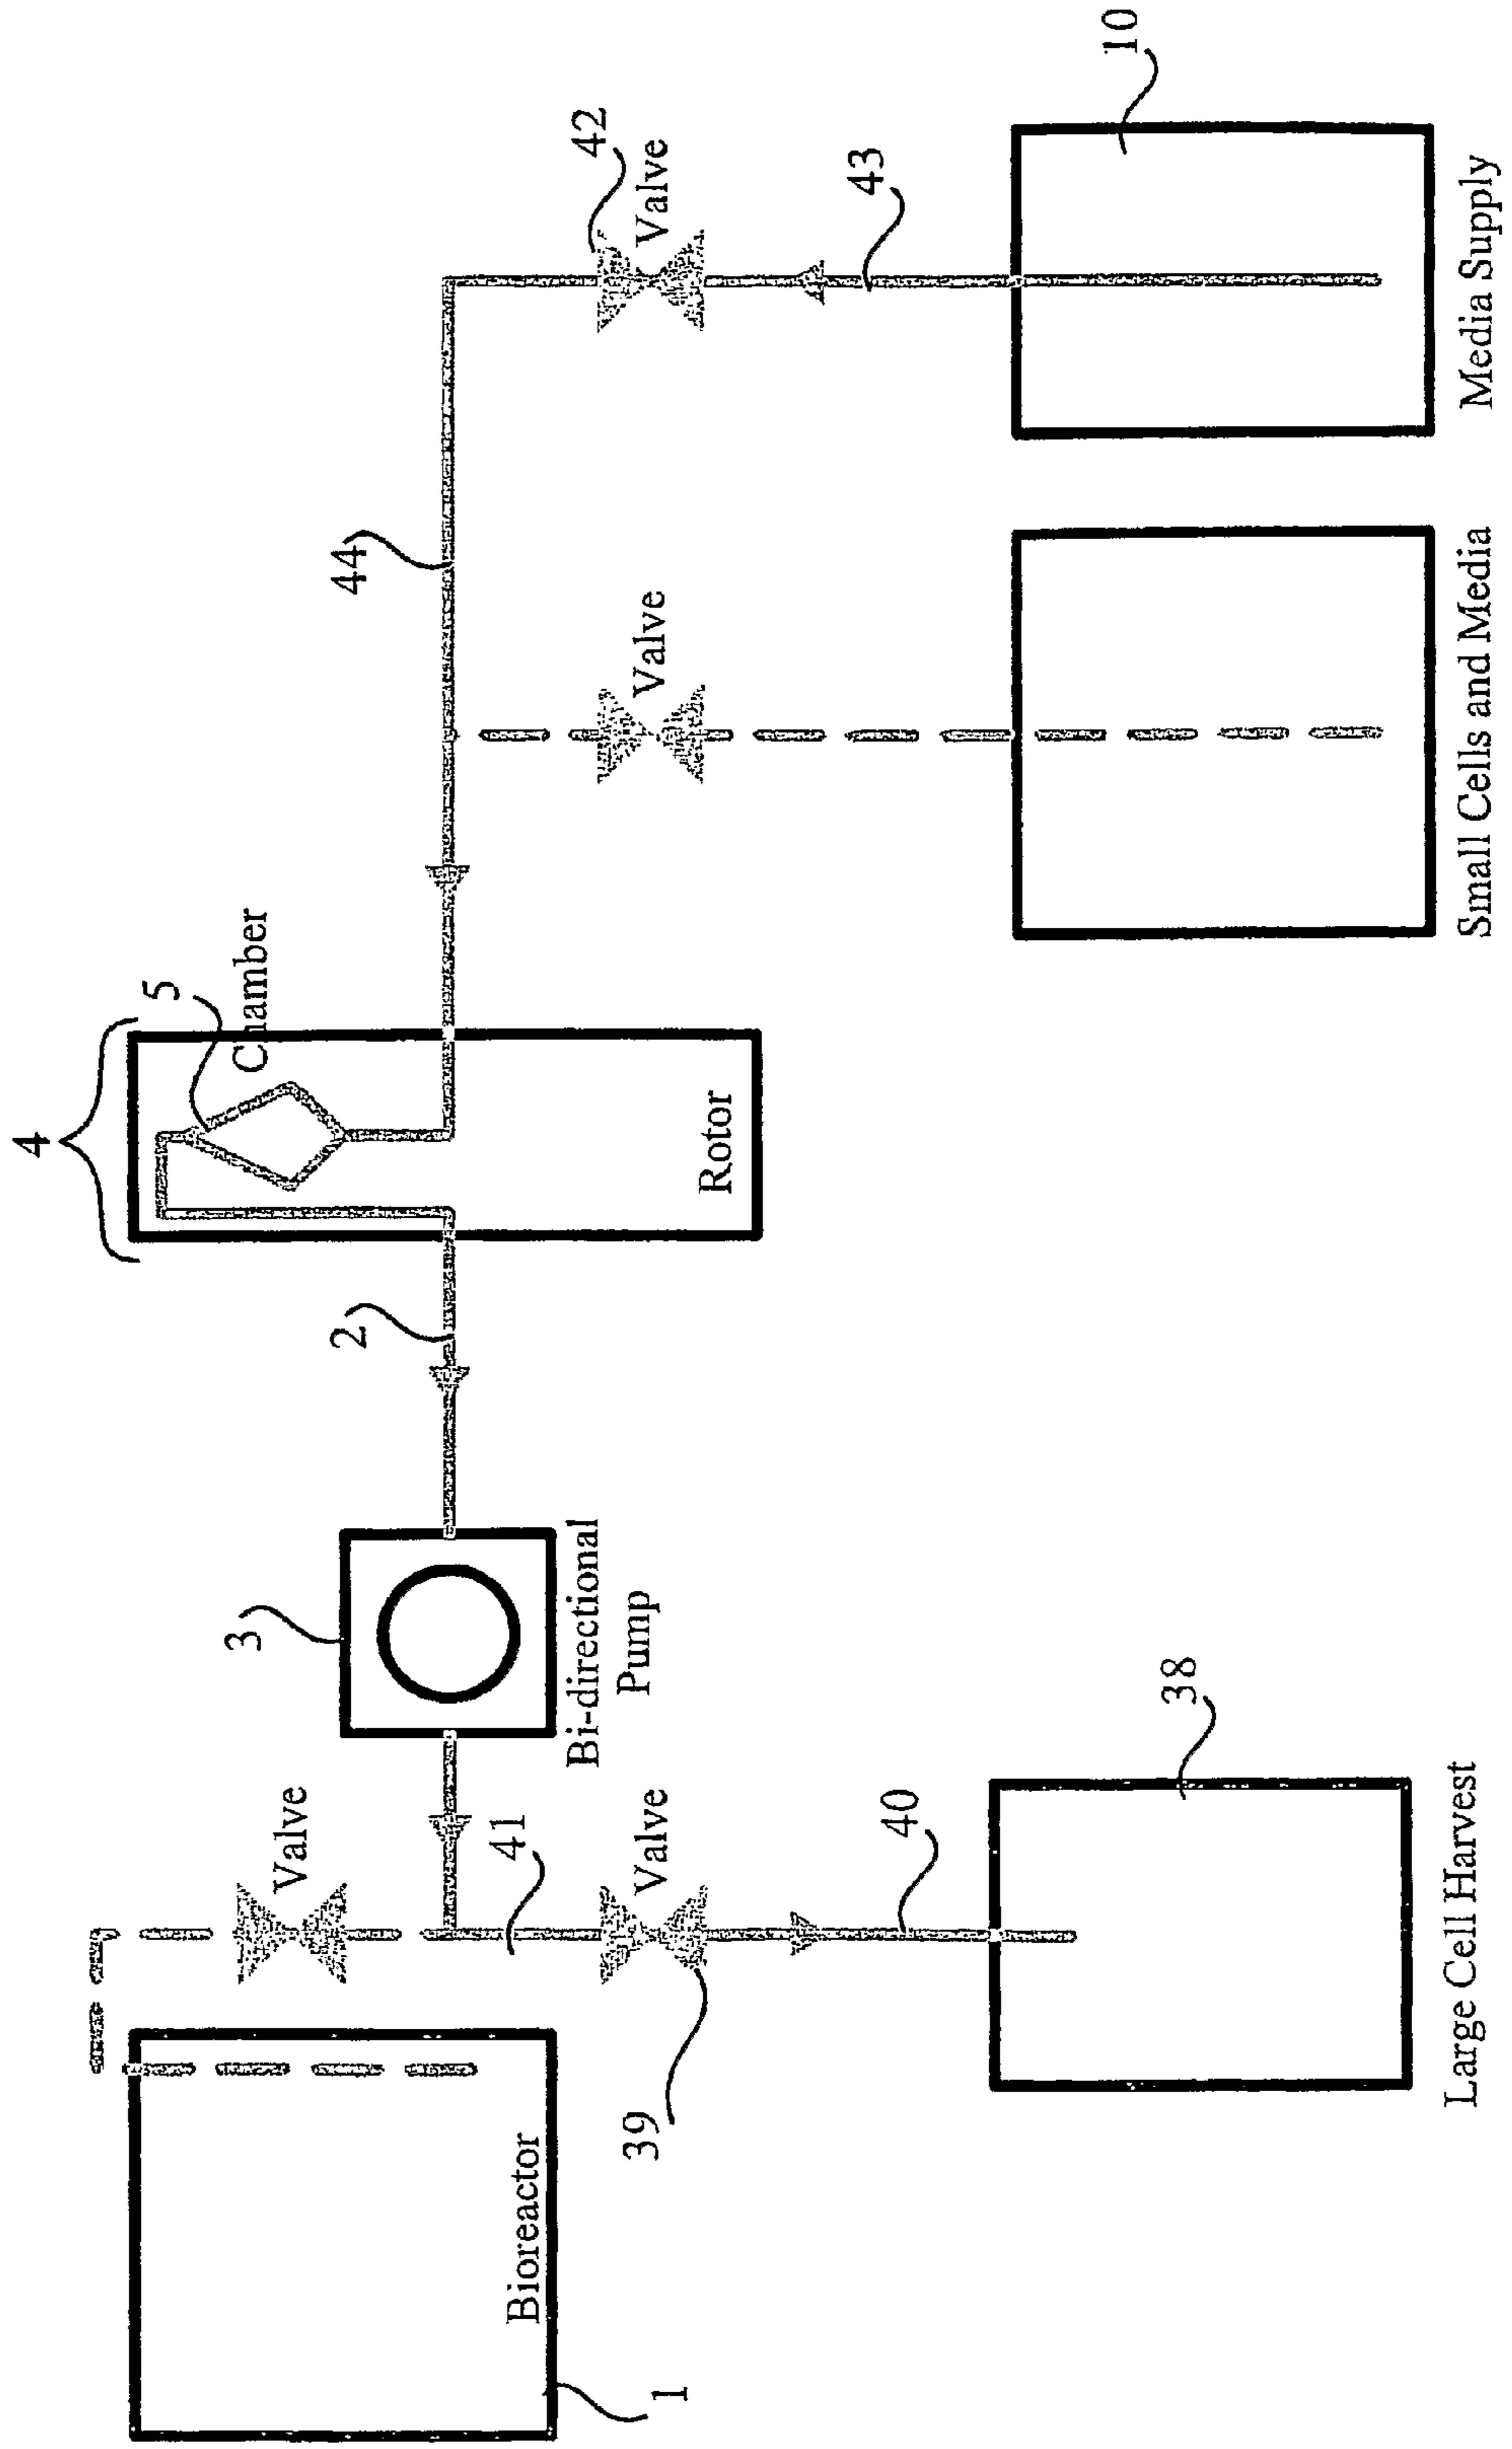 4
5
Chamber
Rotor
44
42
Valve
Valve
43
10
Media Supply
Small Cells and Media
2
3
Bi-directional
Pump
Valve
41
Valve
39
40
38
Large Cell Harvest
Bioreactor
1